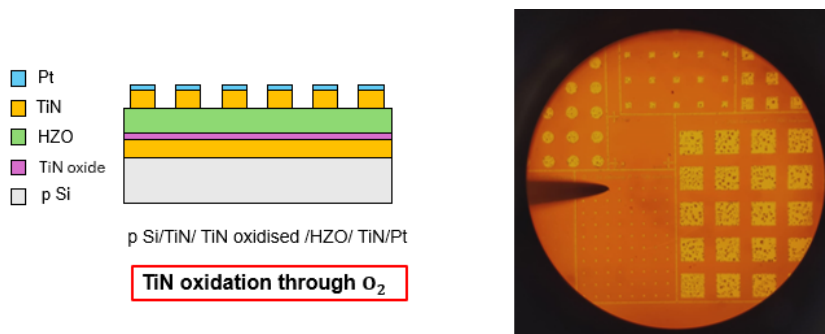 Pt
TiN
HZO
TiN oxide
p Si
p Si/TiN/ TiN oxidised /HZO/ TiN/Pt
TiN oxidation through O₂